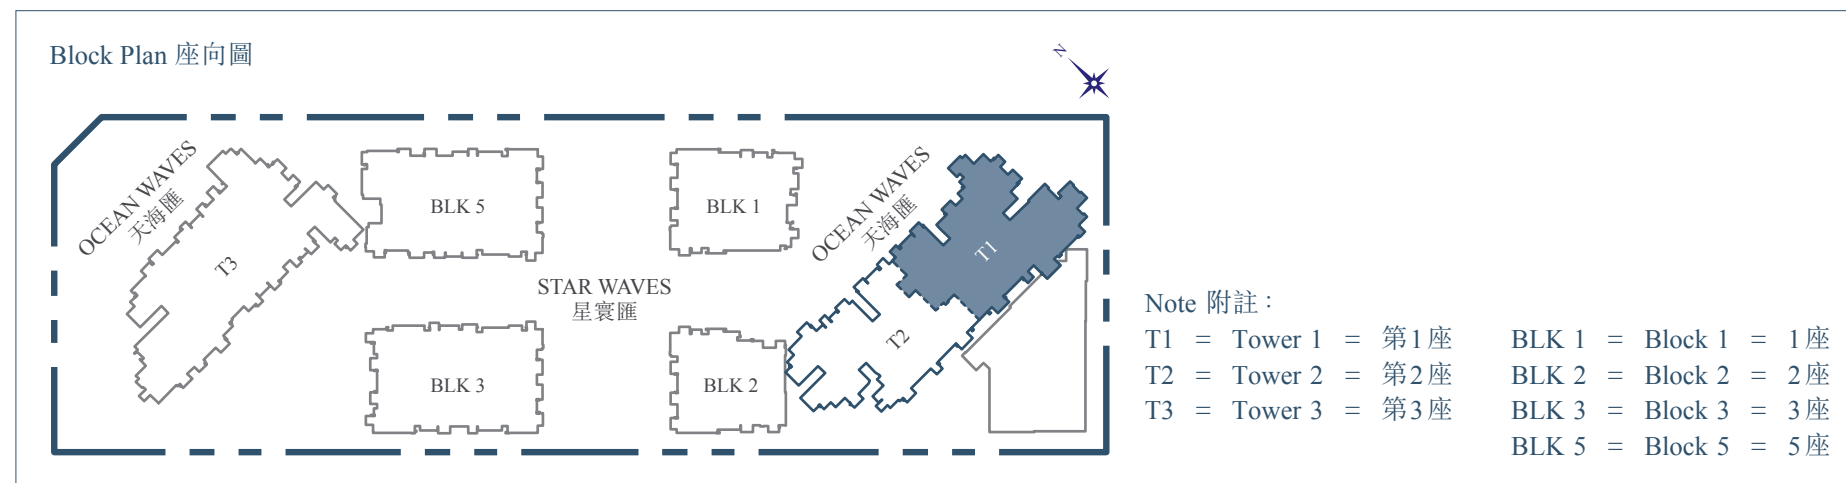 Block Plan 座向圖
N
OCEAN WAVES
天海匯
T3
BLK 5
BLK 1
OCEAN WAVES
天海匯
T1
STAR WAVES
星寰匯
BLK 3
BLK 2
T2
Note 附註：
T1 = Tower 1 = 第1座 BLK 1 = Block 1 = 1座
T2 = Tower 2 = 第2座 BLK 2 = Block 2 = 2座
T3 = Tower 3 = 第3座 BLK 3 = Block 3 = 3座
BLK 5 = Block 5 = 5座